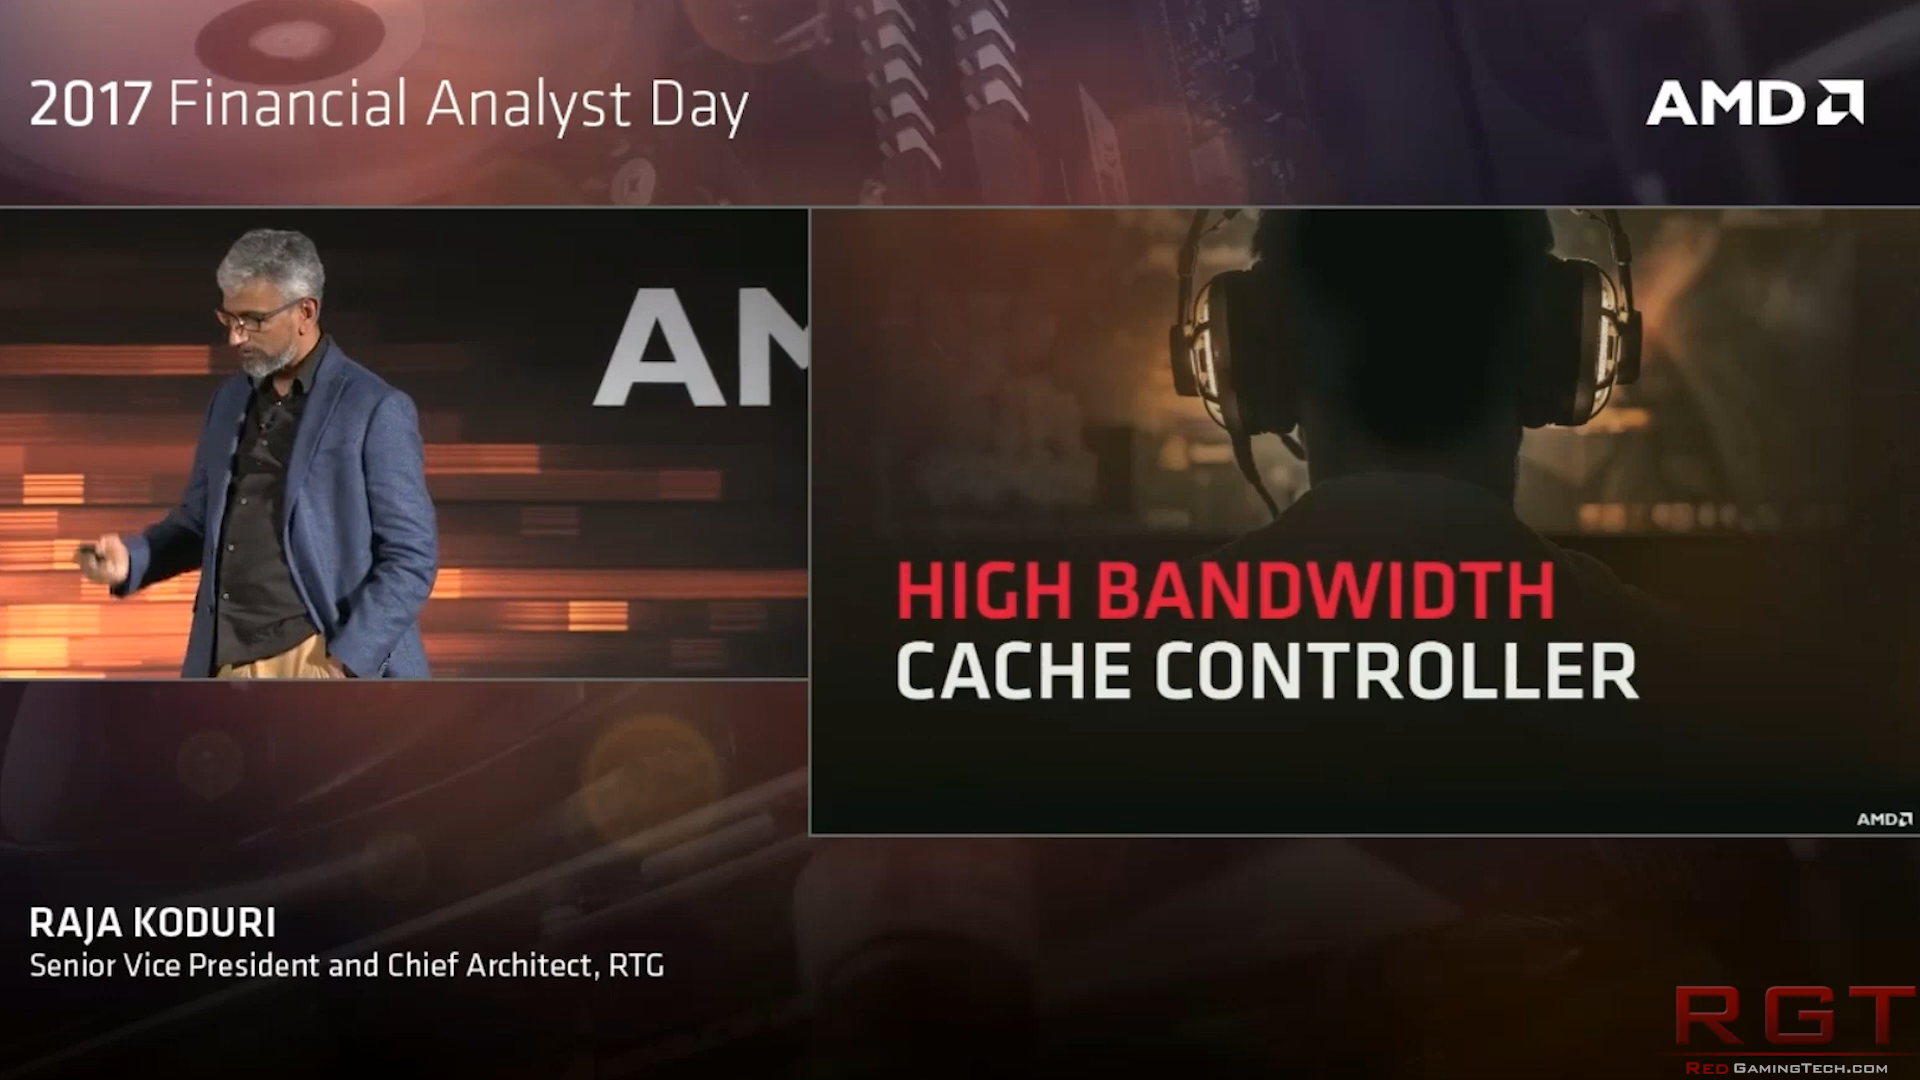 2017 Financial Analyst Day
AMD
AM
HIGH BANDWIDTH
CACHE CONTROLLER
AMD
RAJA KODURI
Senior Vice President and Chief Architect, RTG
RGT
REDGAMINGTECH.COM